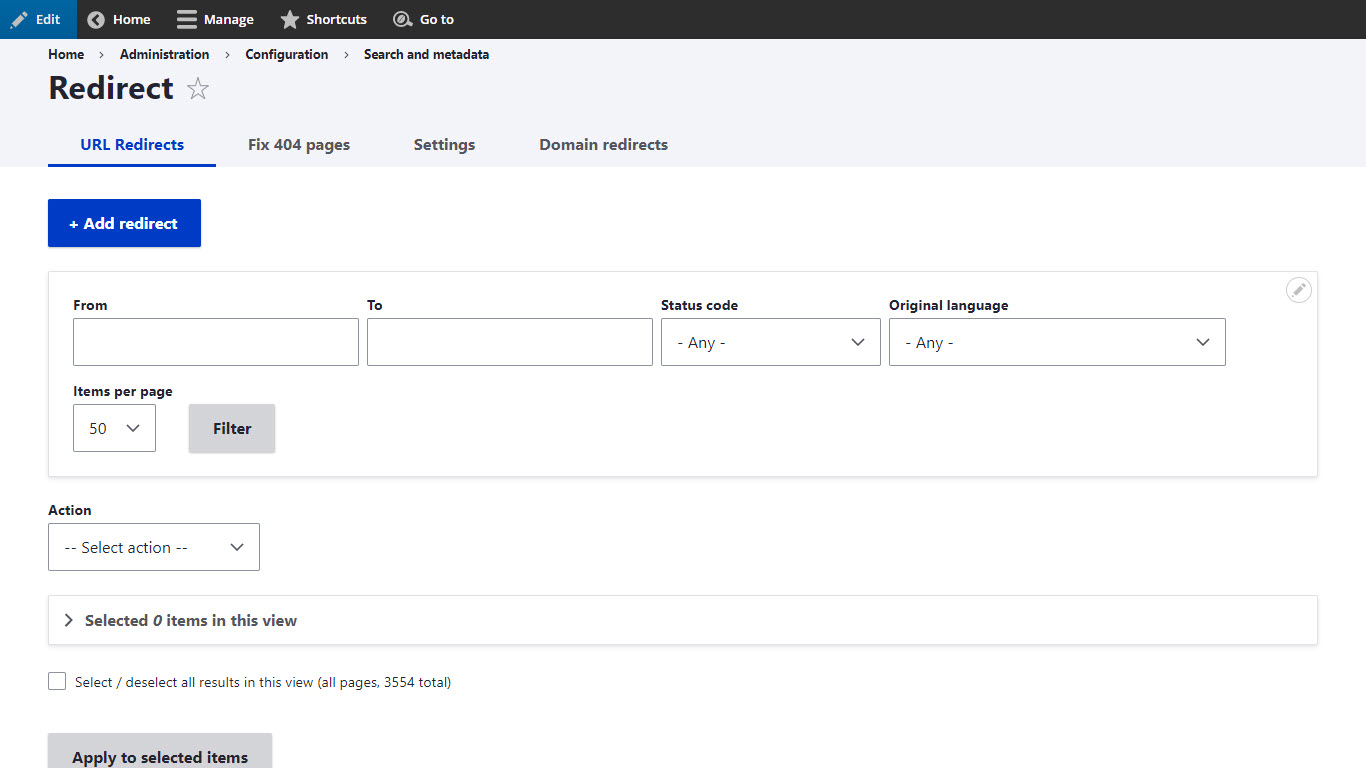 Edit Home Manage Shortcuts Go to
Home › Administration › Configuration › Search and metadata
Redirect
URL Redirects Fix 404 pages Settings Domain redirects
+ Add redirect
From To Status code Original language
- Any - - Any -
Items per page
50 Filter
Action
-- Select action --
Selected 0 items in this view
Select / deselect all results in this view (all pages, 3554 total)
Apply to selected items